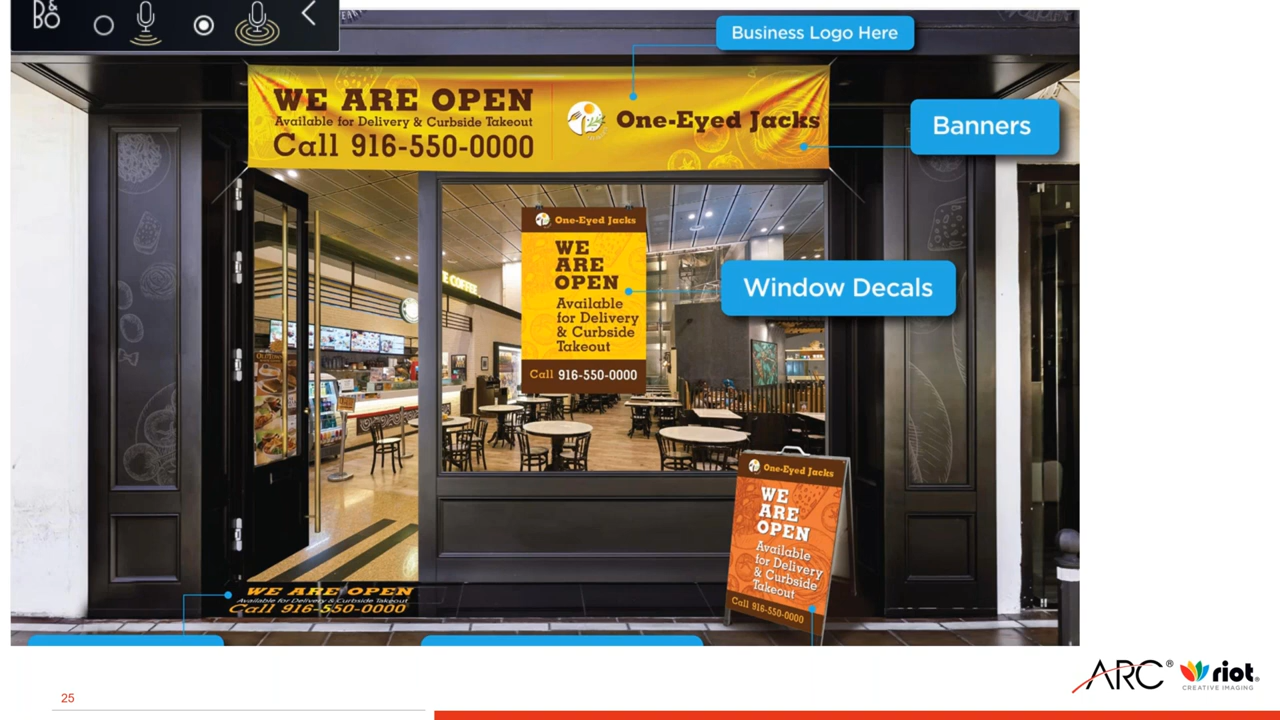 B&O
Business Logo Here
WE ARE OPEN
Available for Delivery & Curbside Takeout
Call 916-550-0000
One-Eyed Jacks
Banners
One-Eyed Jacks
WE
ARE
OPEN
Available
for Delivery
& Curbside
Takeout
Call 916-550-0000
Window Decals
E COFFEE
One-Eyed Jacks
WE
ARE
OPEN
Available
for Delivery
& Curbside
Takeout
Call 916-550-0000
WE ARE OPEN
Available for Delivery & Curbside Takeout
Call 916-550-0000
25
ARC®
riot®
CREATIVE IMAGING